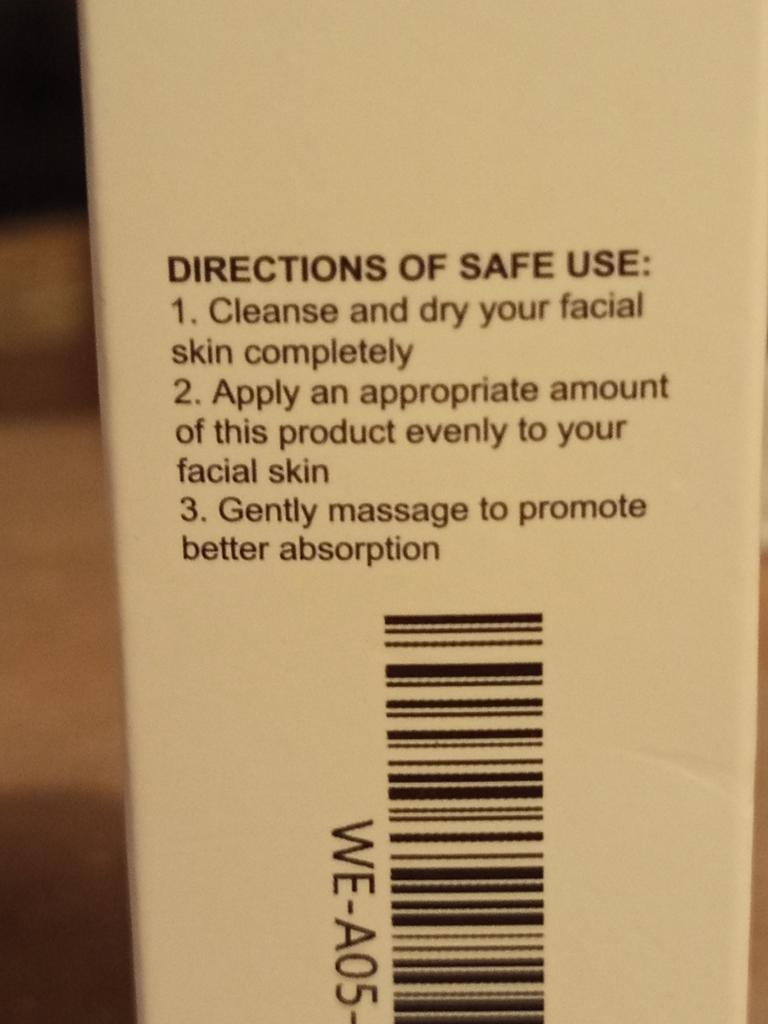 DIRECTIONS OF SAFE USE:
1. Cleanse and dry your facial
skin completely
2. Apply an appropriate amount
of this product evenly to your
facial skin
3. Gently massage to promote
better absorption
WE-A05-